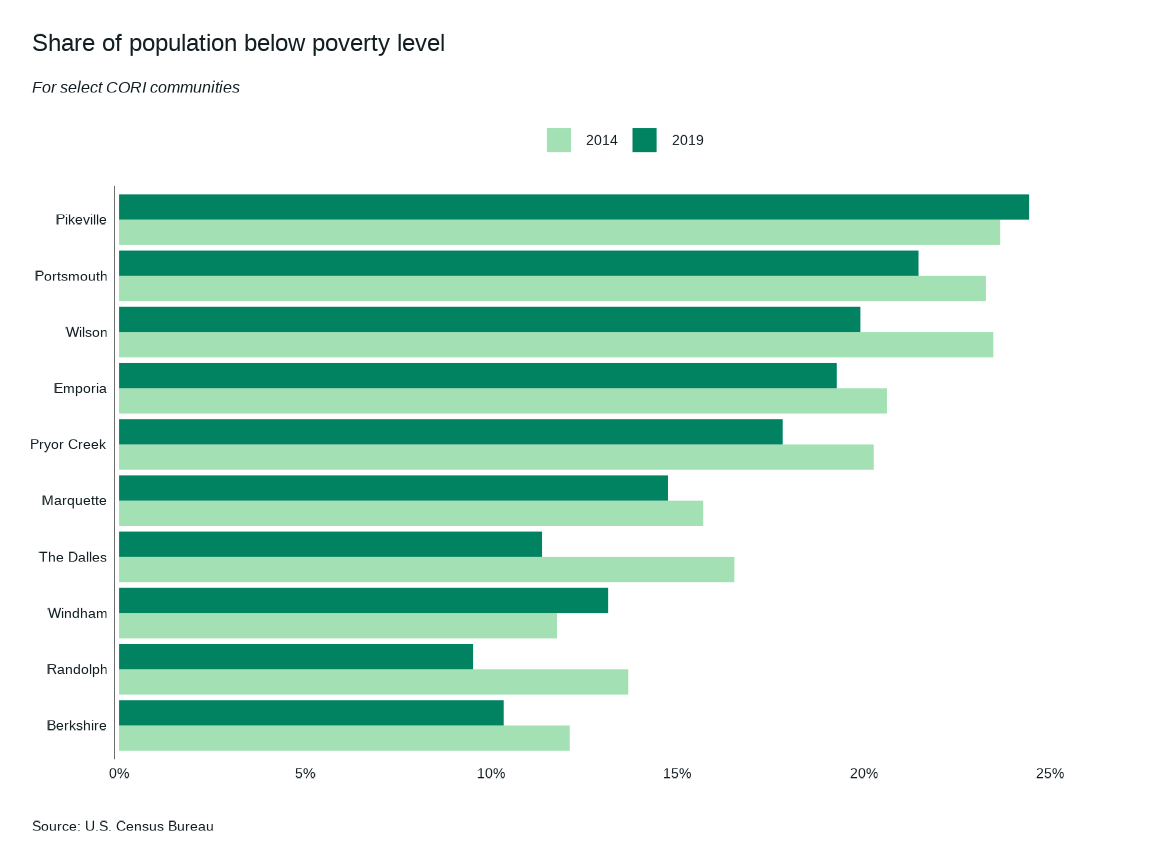 Share of population below poverty level
For select CORI communities
2014 2019
Pikeville
Portsmouth
Wilson
Emporia
Pryor Creek
Marquette
The Dalles
Windham
Randolph
Berkshire
0% 5% 10% 15% 20% 25%
Source: U.S. Census Bureau